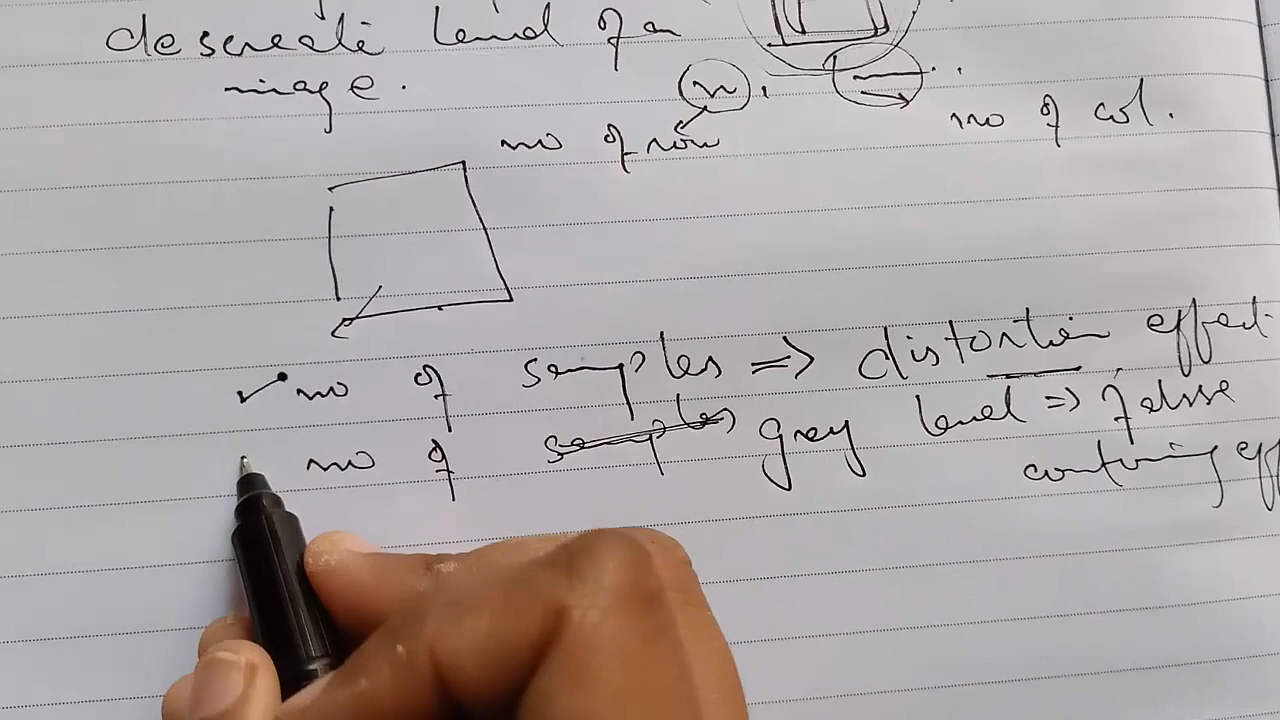 descreate level of an
image.
n.
no of row
no of col.
no of samples => distortion effect
no of samples grey level => false
contouring eff